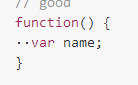 // good
function() {
··var name;
}